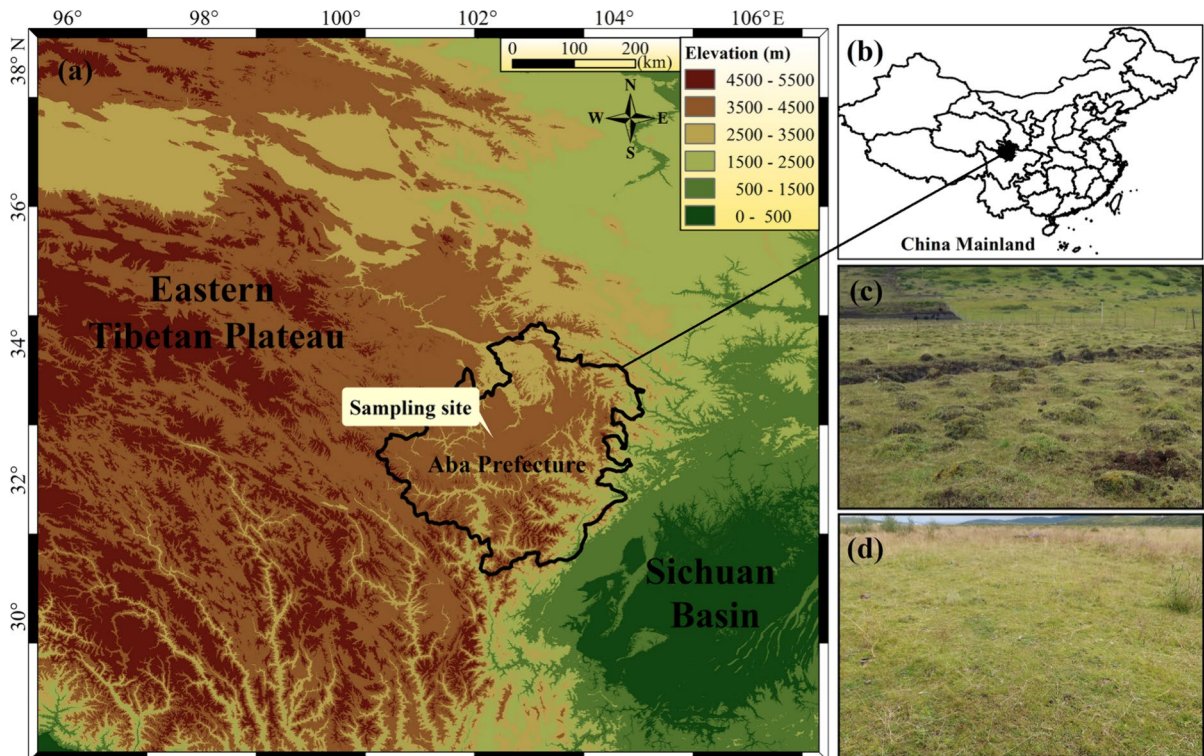 96° 98° 100° 102° 104° 106°E
38°N
36°
34°
32°
30°
(a)
0 100 200
(km)
N
W E
S
Elevation (m)
4500 - 5500
3500 - 4500
2500 - 3500
1500 - 2500
500 - 1500
0 - 500
Eastern
Tibetan Plateau
Sampling site
Aba Prefecture
Sichuan
Basin
(b)
China Mainland
(c)
(d)